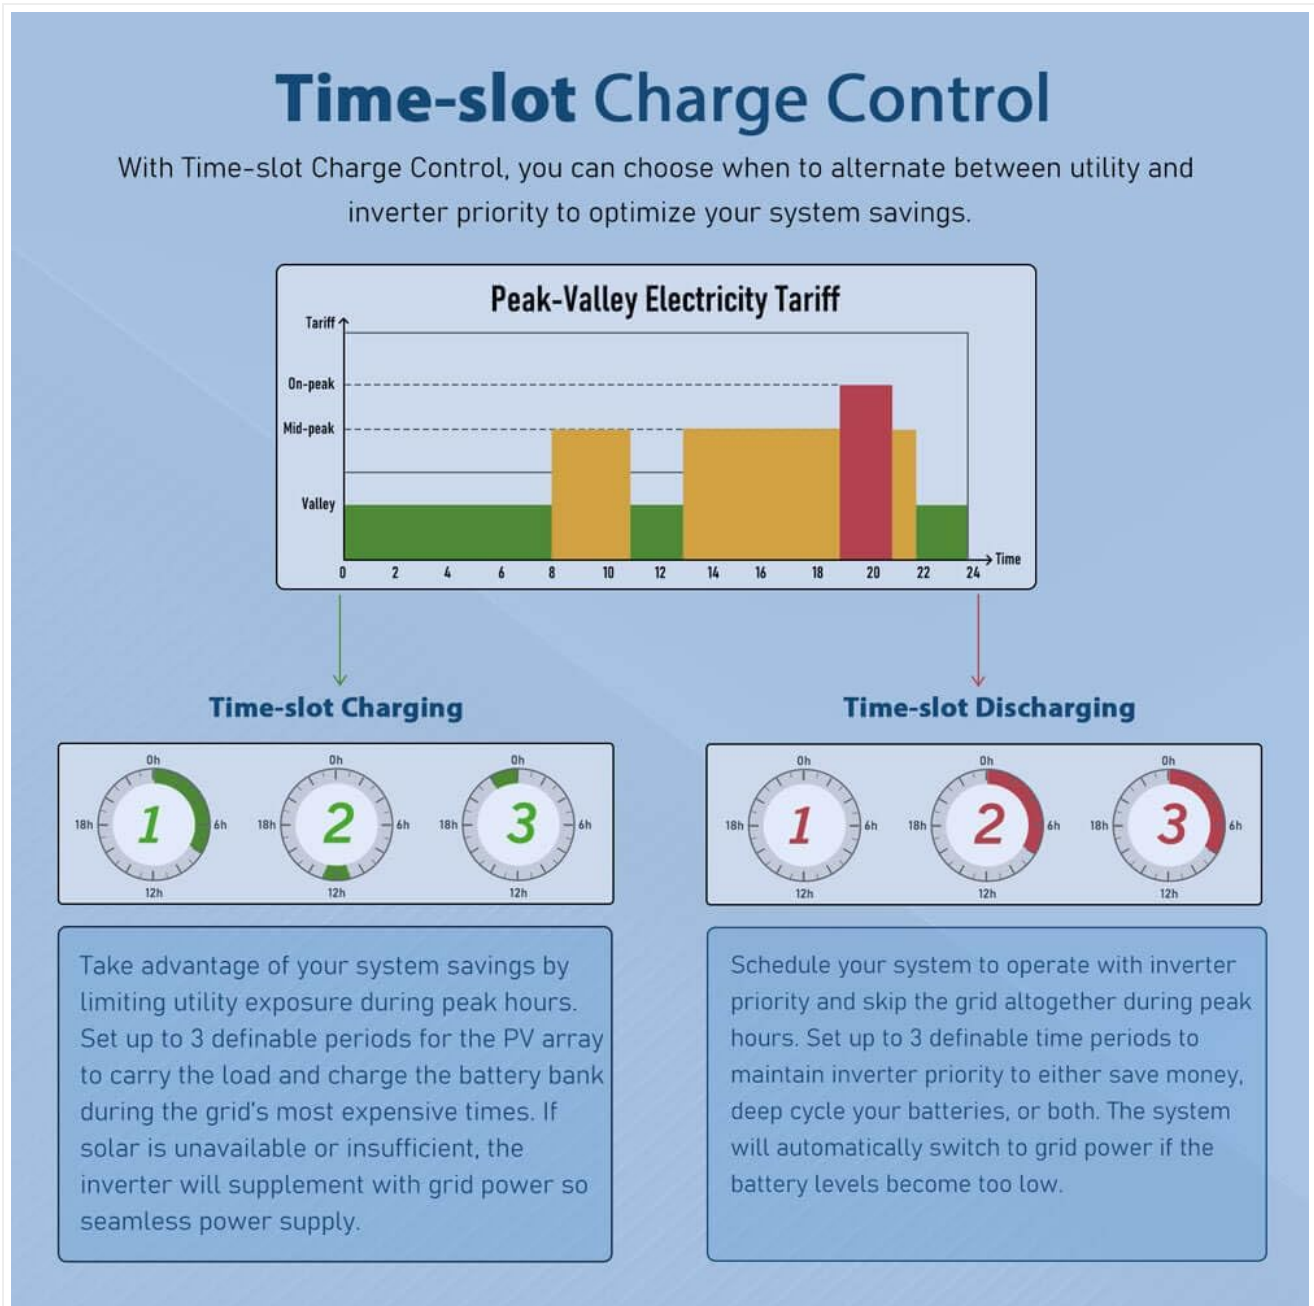 Time-slot Charge Control
With Time-slot Charge Control, you can choose when to alternate between utility and
inverter priority to optimize your system savings.
Peak-Valley Electricity Tariff
Tariff
On-peak
Mid-peak
Valley
0 2 4 6 8 10 12 14 16 18 20 22 24
Time
Time-slot Charging
0h 6h 12h 18h 1
0h 6h 12h 18h 2
0h 6h 12h 18h 3
Take advantage of your system savings by
limiting utility exposure during peak hours.
Set up to 3 definable periods for the PV array
to carry the load and charge the battery bank
during the grid's most expensive times. If
solar is unavailable or insufficient, the
inverter will supplement with grid power so
seamless power supply.
Time-slot Discharging
0h 6h 12h 18h 1
0h 6h 12h 18h 2
0h 6h 12h 18h 3
Schedule your system to operate with inverter
priority and skip the grid altogether during peak
hours. Set up to 3 definable time periods to
maintain inverter priority to either save money,
deep cycle your batteries, or both. The system
will automatically switch to grid power if the
battery levels become too low.